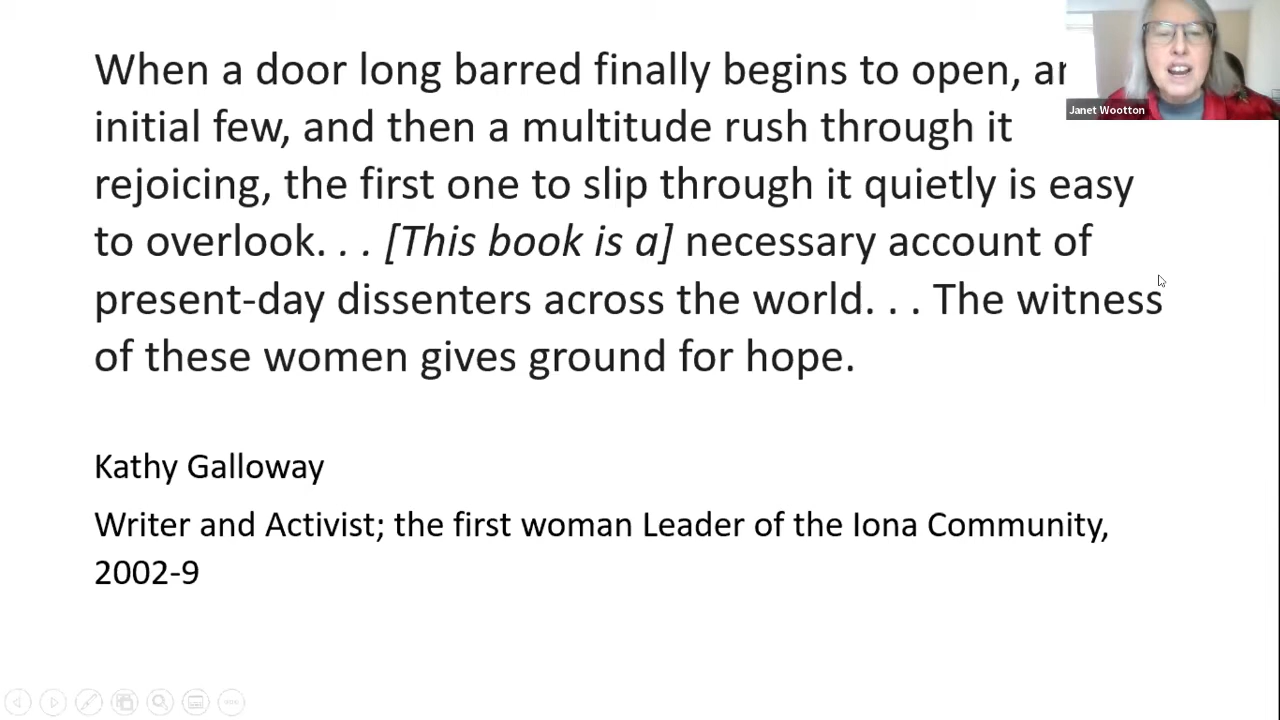 When a door long barred finally begins to open, an
initial few, and then a multitude rush through it
rejoicing, the first one to slip through it quietly is easy
to overlook. . . [This book is a] necessary account of
present-day dissenters across the world. . . The witness
of these women gives ground for hope.
Kathy Galloway
Writer and Activist; the first woman Leader of the Iona Community,
2002-9
Janet Wootton